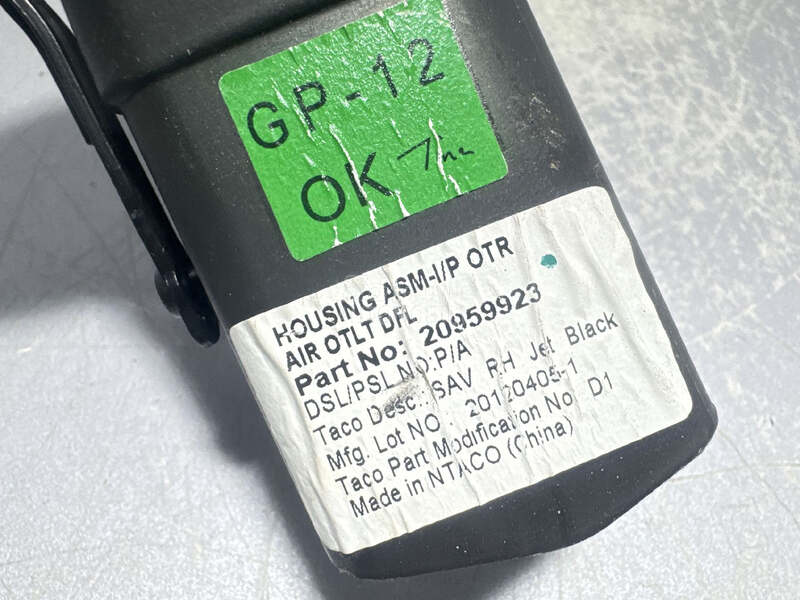 GP-12
OK Tina
HOUSING ASM-I/P OTR
AIR OTLT DFL
Part No: 20959923
DSL/PSL.NO:P/A
Taco Desc.:SAV RH Jet Black
Mfg. Lot NO : 20120405-1
Taco Part Modification No: D1
Made in NTACO (China)